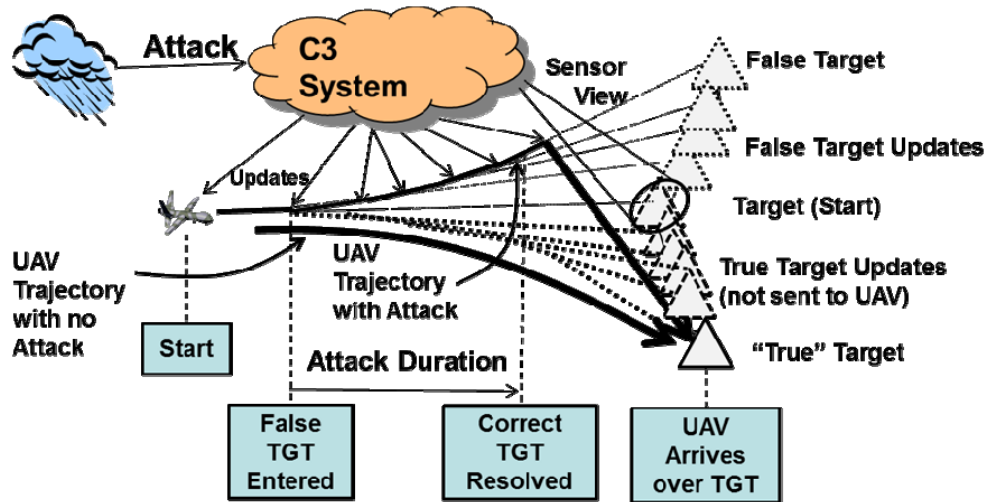 Attack
C3
System
Sensor
View
False Target
Updates
False Target Updates
Target (Start)
UAV
Trajectory
with no
Attack
UAV
Trajectory
with Attack
True Target Updates
(not sent to UAV)
Start
Attack Duration
“True” Target
False
TGT
Entered
Correct
TGT
Resolved
UAV
Arrives
over TGT